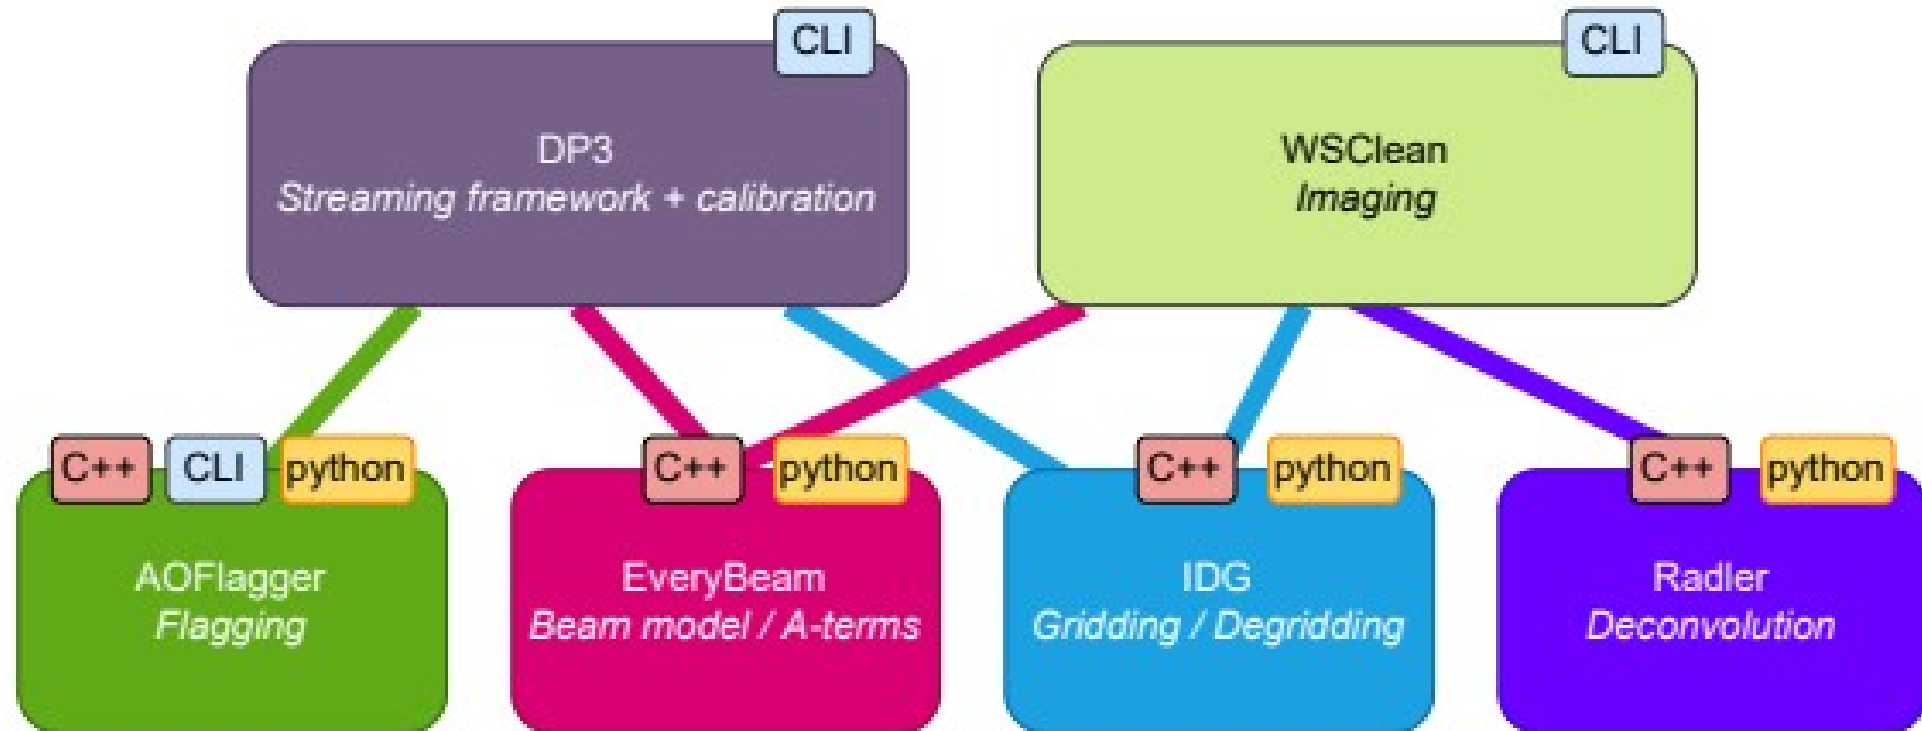 CLI
DP3
Streaming framework + calibration
CLI
WSClean
Imaging
C++ CLI python
AOFlagger
Flagging
C++ python
EveryBeam
Beam model / A-terms
C++ python
IDG
Gridding / Degridding
C++ python
Radler
Deconvolution